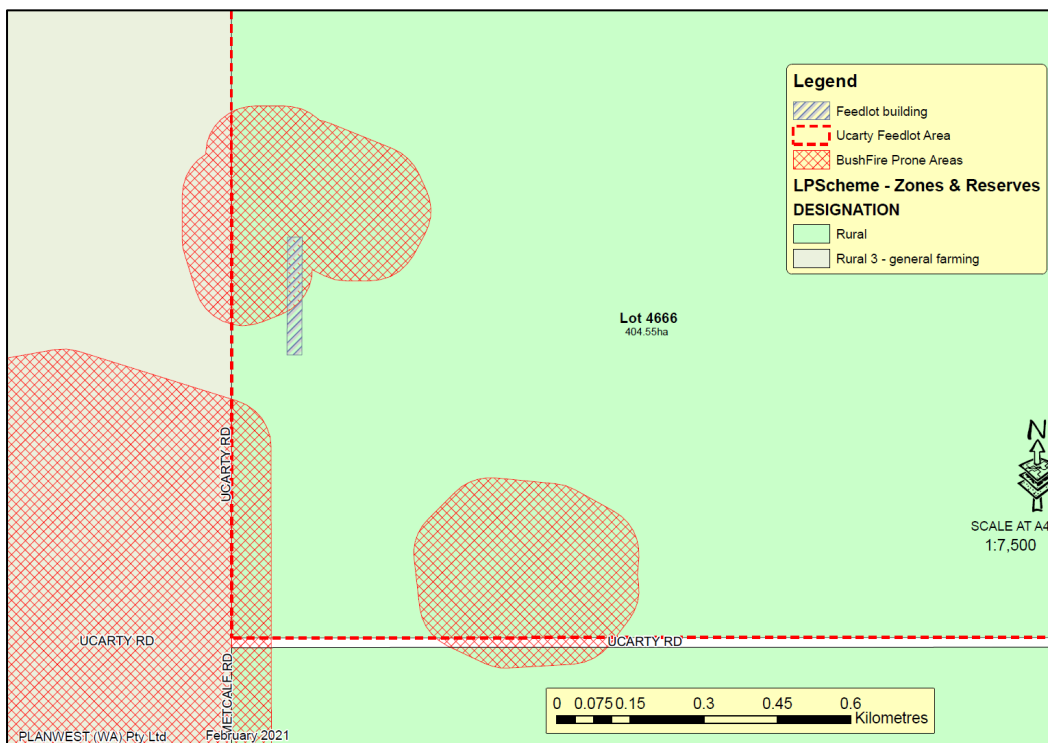 Legend
Feedlot building
Ucarty Feedlot Area
BushFire Prone Areas
LPScheme - Zones & Reserves
DESIGNATION
Rural
Rural 3 - general farming
Lot 4666
404.55ha
UCARTY RD
N
SCALE AT A4
1:7,500
UCARTY RD
UCARTY RD
METCALF RD
0 0.075 0.15 0.3 0.45 0.6
Kilometres
PLANWEST (WA) Pty Ltd February 2021